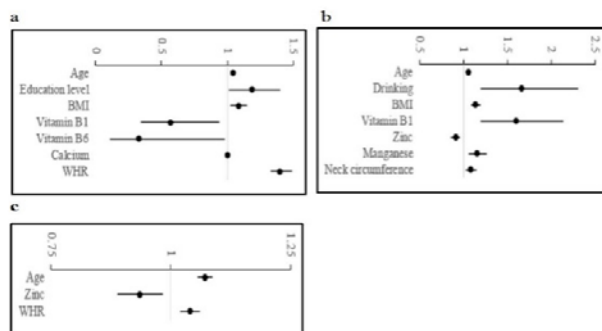 a
0
1
1.5
Age
Education level
BMI
Vitamin B1
Vitamin B6
Calcium
WHR
b
0.5
1
1.5
2
2.5
Age
Drinking
BMI
Vitamin B1
Zinc
Manganese
Neck circumference
c
0.75
1
1.25
Age
Zinc
WHR